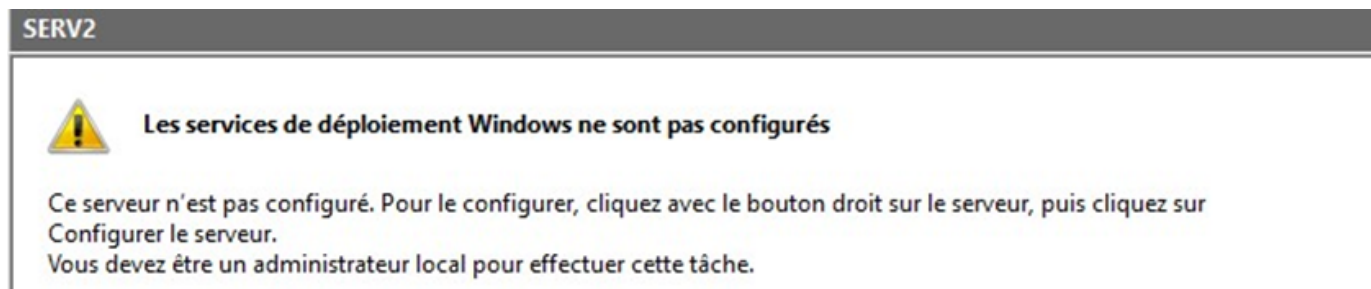 SERV2
Les services de déploiement Windows ne sont pas configurés
Ce serveur n'est pas configuré. Pour le configurer, cliquez avec le bouton droit sur le serveur, puis cliquez sur
Configurer le serveur.
Vous devez être un administrateur local pour effectuer cette tâche.